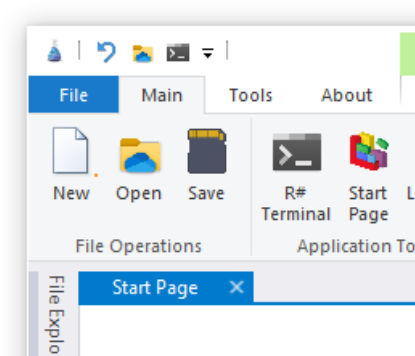 File Main Tools About
New Open Save R# Terminal Start Page L
File Operations Application To
File Explo
Start Page